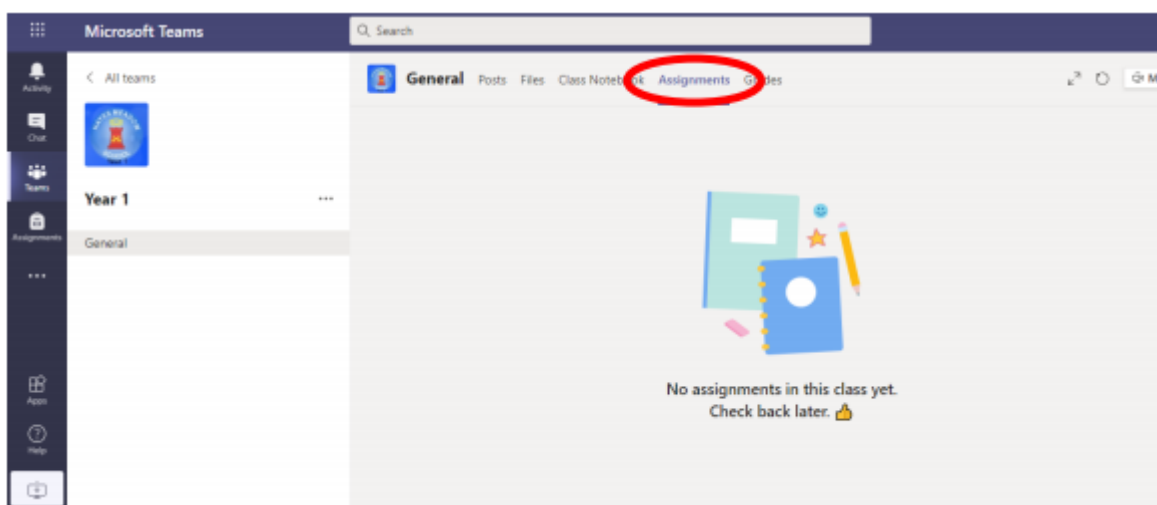 Microsoft Teams
Search
Activity
Chat
Teams
Assignments
Apps
Help
< All teams
Year 1
General
General Posts Files Class Notebook Assignments Guides
No assignments in this class yet.
Check back later. 👍